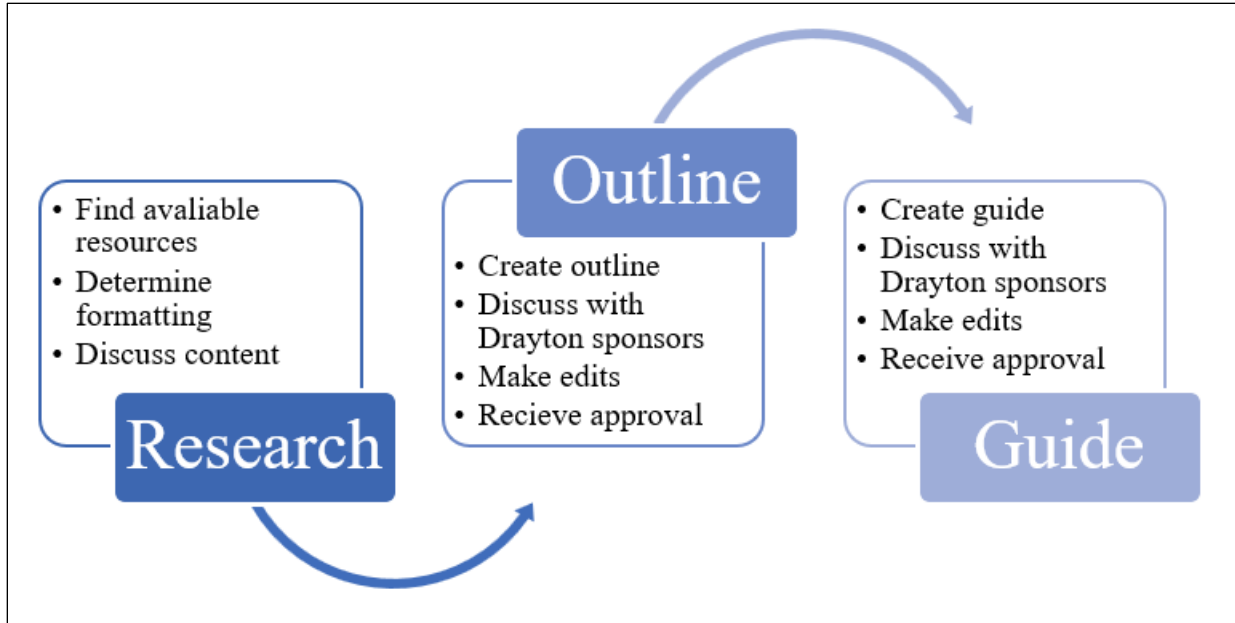 • Find avaliable
resources
• Determine
formatting
• Discuss content
Research
Outline
• Create outline
• Discuss with
Drayton sponsors
• Make edits
• Recieve approval
• Create guide
• Discuss with
Drayton sponsors
• Make edits
• Receive approval
Guide